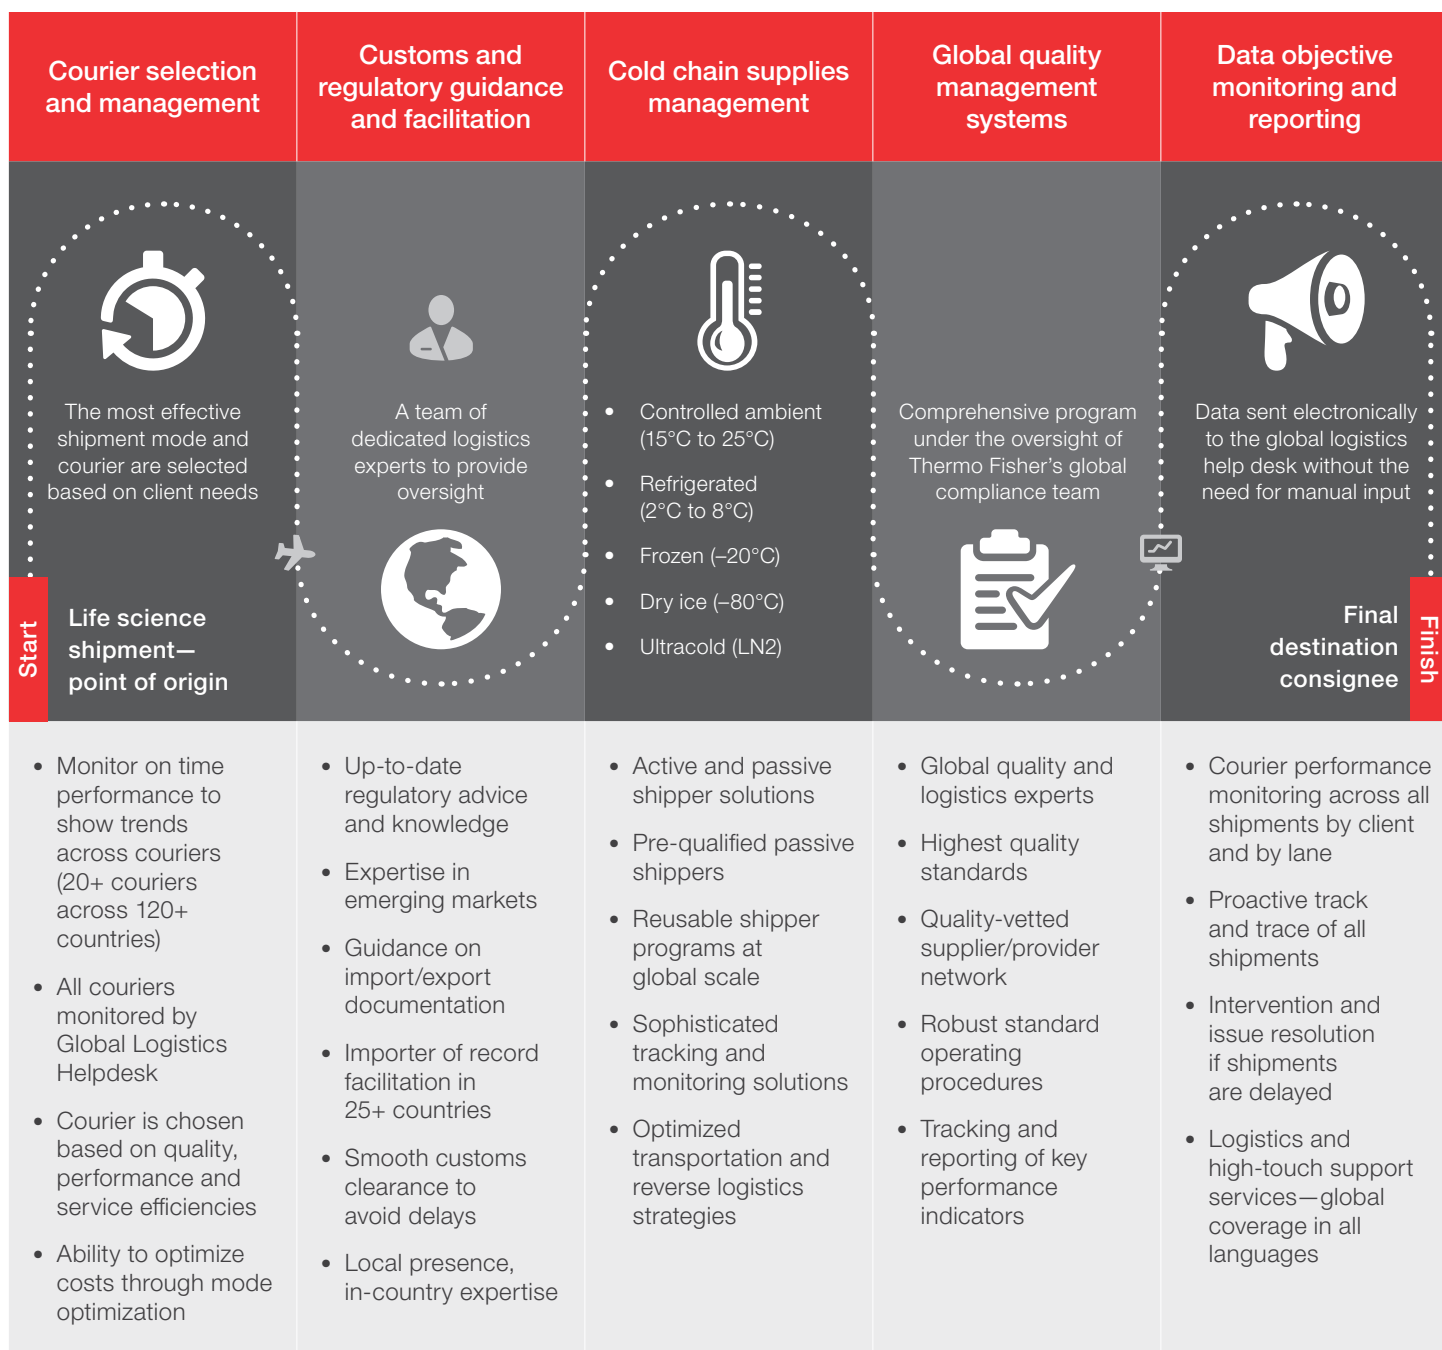 Courier selection
and management
Customs and
regulatory guidance
and facilitation
Cold chain supplies
management
Global quality
management
systems
Data objective
monitoring and
reporting
The most effective
shipment mode and
courier are selected
based on client needs
Start
Life science
shipment—
point of origin
A team of
dedicated logistics
experts to provide
oversight
• Controlled ambient
(15°C to 25°C)
• Refrigerated
(2°C to 8°C)
• Frozen (–20°C)
• Dry ice (–80°C)
• Ultracold (LN2)
Comprehensive program
under the oversight of
Thermo Fisher's global
compliance team
Data sent electronically
to the global logistics
help desk without the
need for manual input
Final
destination
consignee
Finish
• Monitor on time
performance to
show trends
across couriers
(20+ couriers
across 120+
countries)
• All couriers
monitored by
Global Logistics
Helpdesk
• Courier is chosen
based on quality,
performance and
service efficiencies
• Ability to optimize
costs through mode
optimization
• Up-to-date
regulatory advice
and knowledge
• Expertise in
emerging markets
• Guidance on
import/export
documentation
• Importer of record
facilitation in
25+ countries
• Smooth customs
clearance to
avoid delays
• Local presence,
in-country expertise
• Active and passive
shipper solutions
• Pre-qualified passive
shippers
• Reusable shipper
programs at
global scale
• Sophisticated
tracking and
monitoring solutions
• Optimized
transportation and
reverse logistics
strategies
• Global quality and
logistics experts
• Highest quality
standards
• Quality-vetted
supplier/provider
network
• Robust standard
operating
procedures
• Tracking and
reporting of key
performance
indicators
• Courier performance
monitoring across all
shipments by client
and by lane
• Proactive track
and trace of all
shipments
• Intervention and
issue resolution
if shipments
are delayed
• Logistics and
high-touch support
services—global
coverage in all
languages